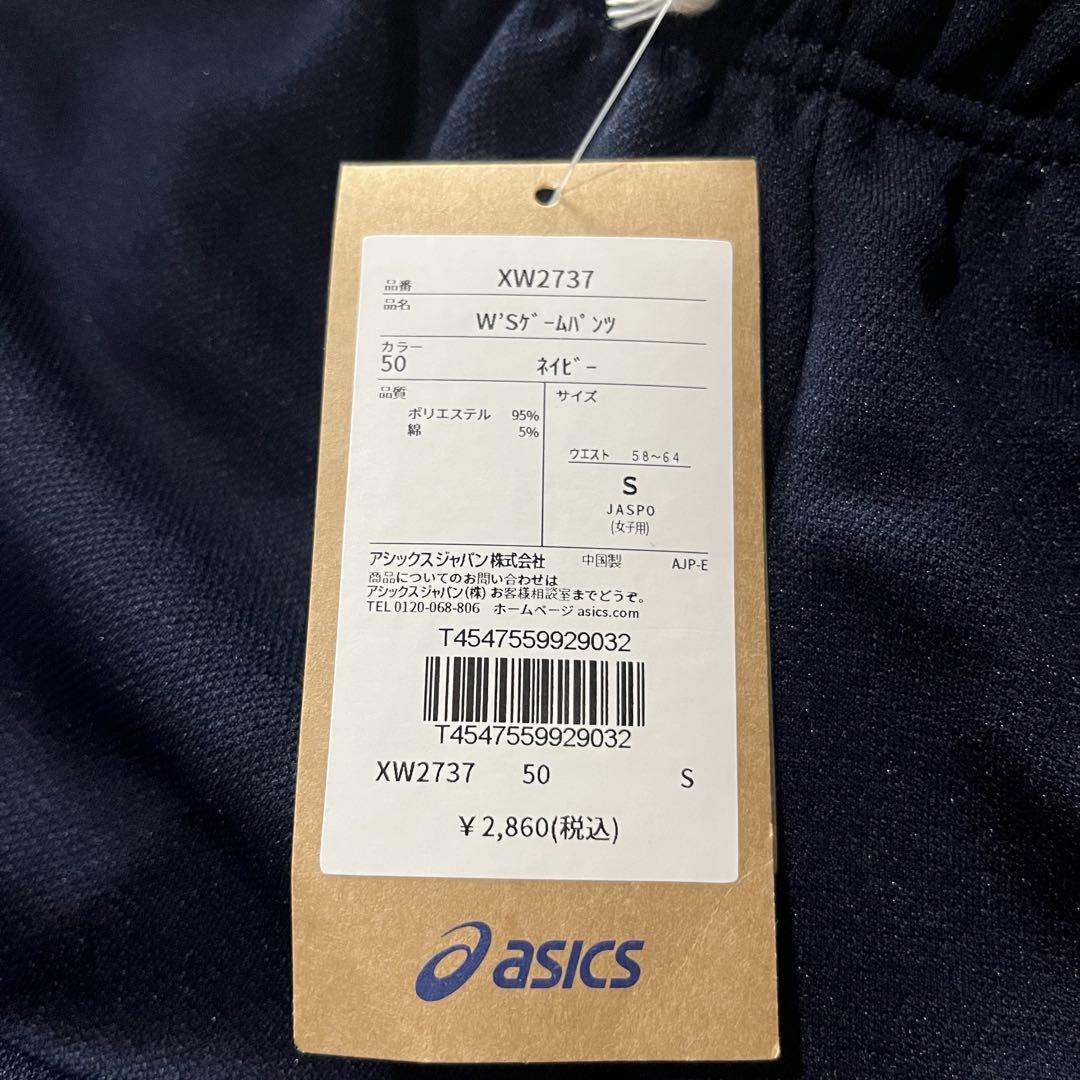 品番 XW2737
品名
W'Sｹﾞｰﾑﾊﾟﾝﾂ
カラー
50 ﾈｲﾋﾞｰ
品質 サイズ
ポリエステル 95%
綿 5%
ウエスト 58~64
S
JASPO
(女子用)
アシックスジャパン株式会社 中国製 AJP-E
商品についてのお問い合わせは
アシックスジャパン(株)お客様相談室までどうぞ。
TEL 0120-068-806 ホームページ asics.com
T4547559929032
T4547559929032
XW2737 50 S
¥2,860(税込)
asics